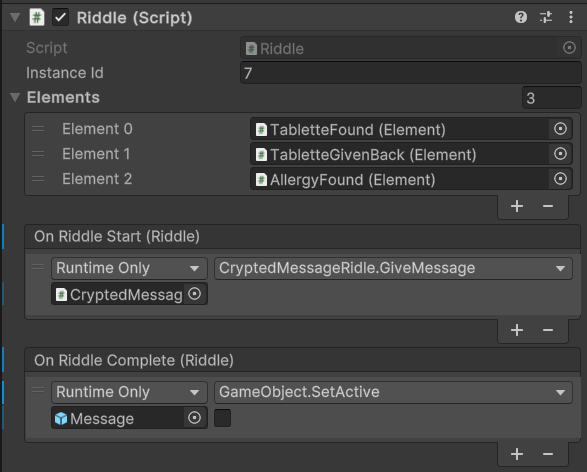 Riddle (Script)
Script
Riddle
Instance Id
7
Elements
3
Element 0
TabletteFound (Element)
Element 1
TabletteGivenBack (Element)
Element 2
AllergyFound (Element)
+ −
On Riddle Start (Riddle)
Runtime Only
CryptedMessageRidle.GiveMessage
CryptedMessag
+ −
On Riddle Complete (Riddle)
Runtime Only
GameObject.SetActive
Message
+ −